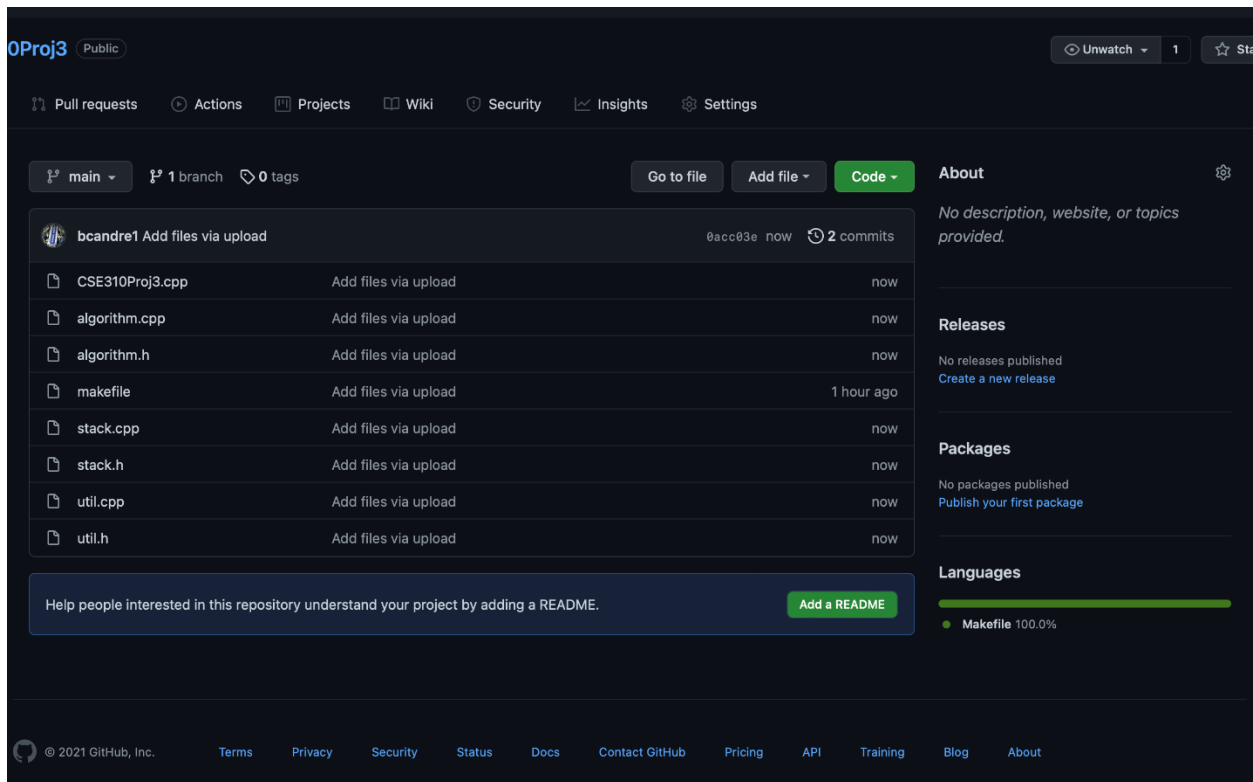 0Proj3 Public
Unwatch 1
Pull requests Actions Projects Wiki Security Insights Settings
main 1 branch 0 tags Go to file Add file Code
bcandre1 Add files via upload 0acc03e now 2 commits
CSE310Proj3.cpp Add files via upload now
algorithm.cpp Add files via upload now
algorithm.h Add files via upload now
makefile Add files via upload 1 hour ago
stack.cpp Add files via upload now
stack.h Add files via upload now
util.cpp Add files via upload now
util.h Add files via upload now
Help people interested in this repository understand your project by adding a README. Add a README
About
No description, website, or topics
provided.
Releases
No releases published
Create a new release
Packages
No packages published
Publish your first package
Languages
Makefile 100.0%
© 2021 GitHub, Inc. Terms Privacy Security Status Docs Contact GitHub Pricing API Training Blog About